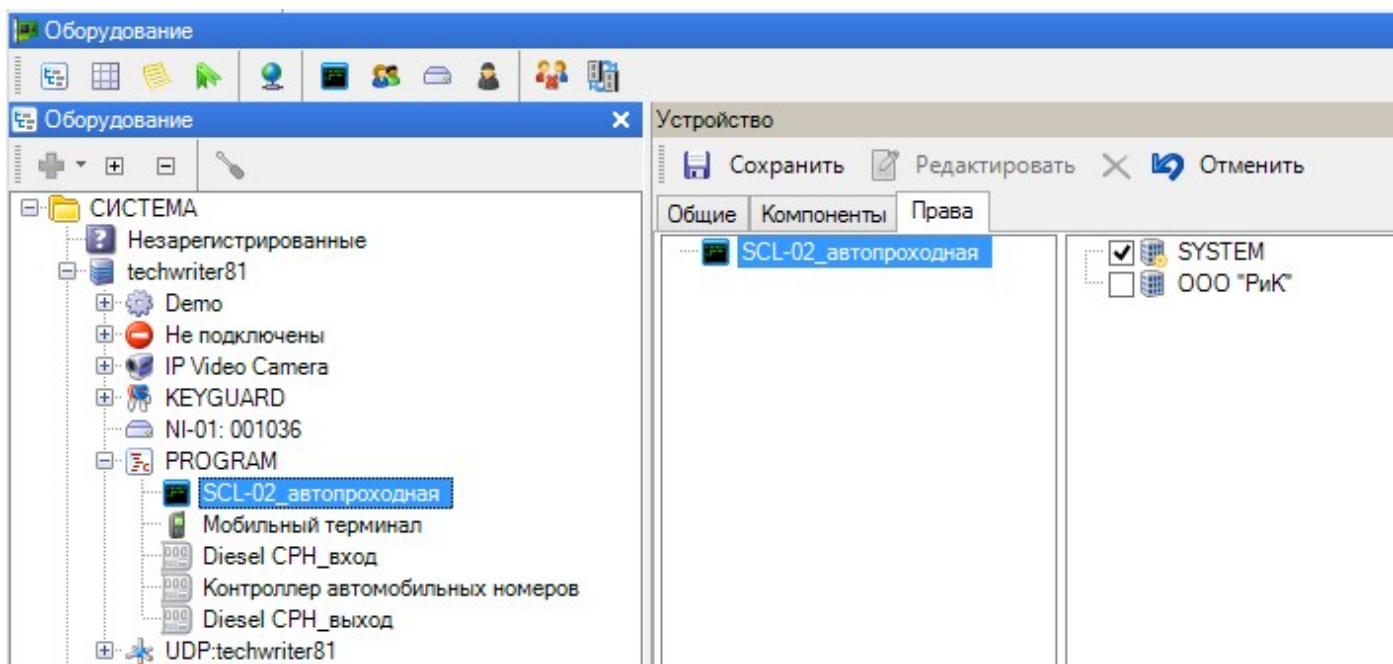 Оборудование
Оборудование
СИСТЕМА
Незарегистрированные
techwriter81
Demo
Не подключены
IP Video Camera
KEYGUARD
NI-01: 001036
PROGRAM
SCL-02_автопроходная
Мобильный терминал
Diesel CPH_вход
Контроллер автомобильных номеров
Diesel CPH_выход
UDP:techwriter81
Устройство
Сохранить Редактировать Отменить
Общие Компоненты Права
SCL-02_автопроходная
SYSTEM
ООО "РиК"